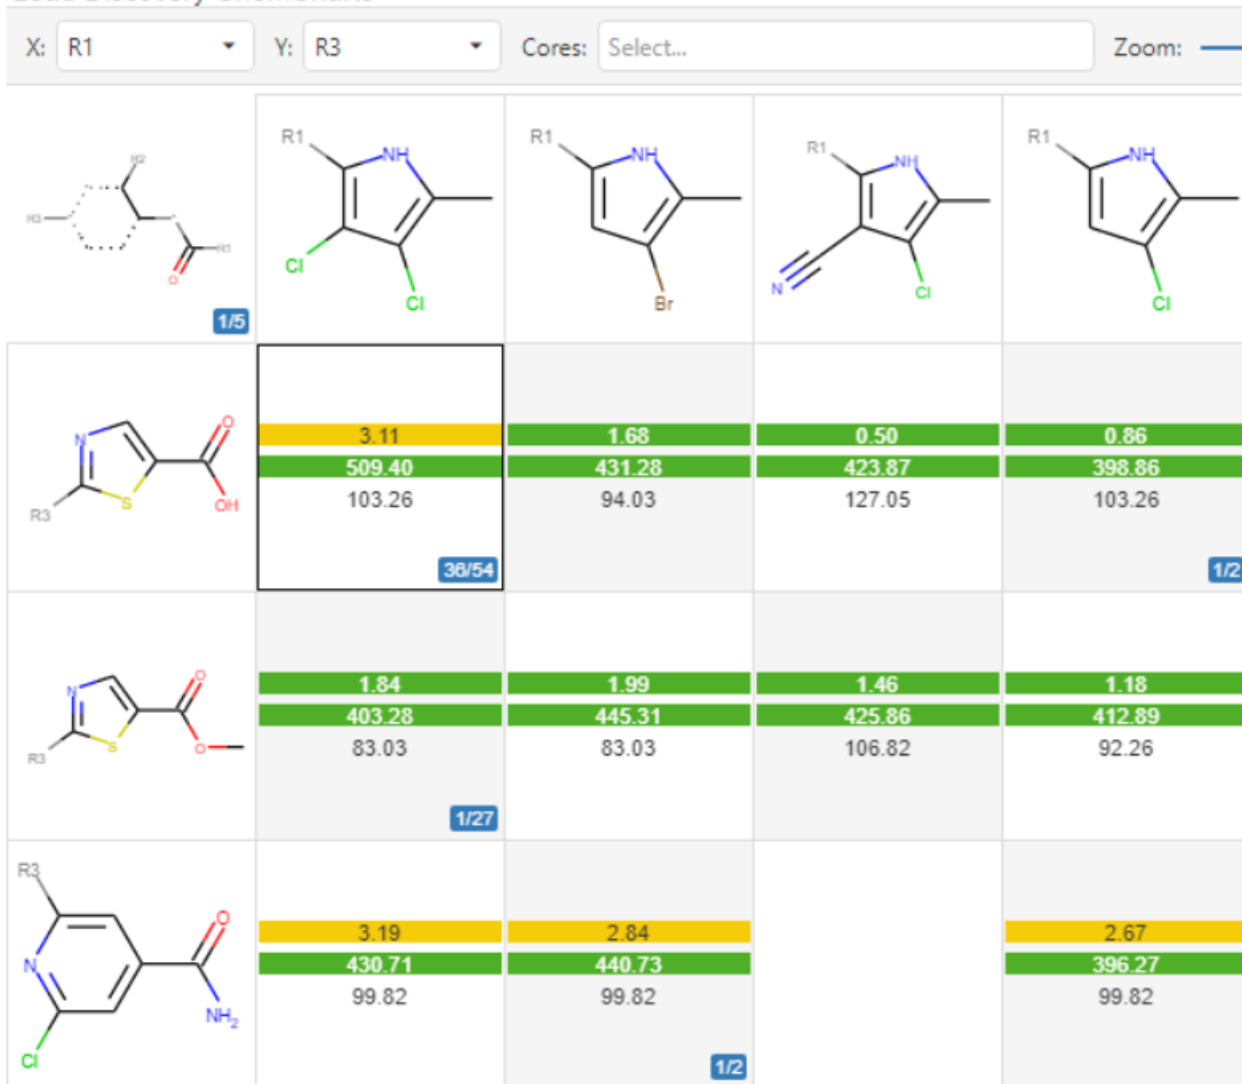 X: R1 Y: R3 Cores: Select... Zoom:
R1 NH Cl Cl
R1 NH Br
R1 NH N Cl
R1 NH Cl
R2
R3
R1
O
1/5
N S O OH R3
3.11 1.68 0.50 0.86
509.40 431.28 423.87 398.86
103.26 94.03 127.05 103.26
36/54 1/2
N S O O R3
1.84 1.99 1.46 1.18
403.28 445.31 425.86 412.89
83.03 83.03 106.82 92.26
1/27
R3 N O NH2 Cl
3.19 2.84 2.67
430.71 440.73 396.27
99.82 99.82 99.82
1/2